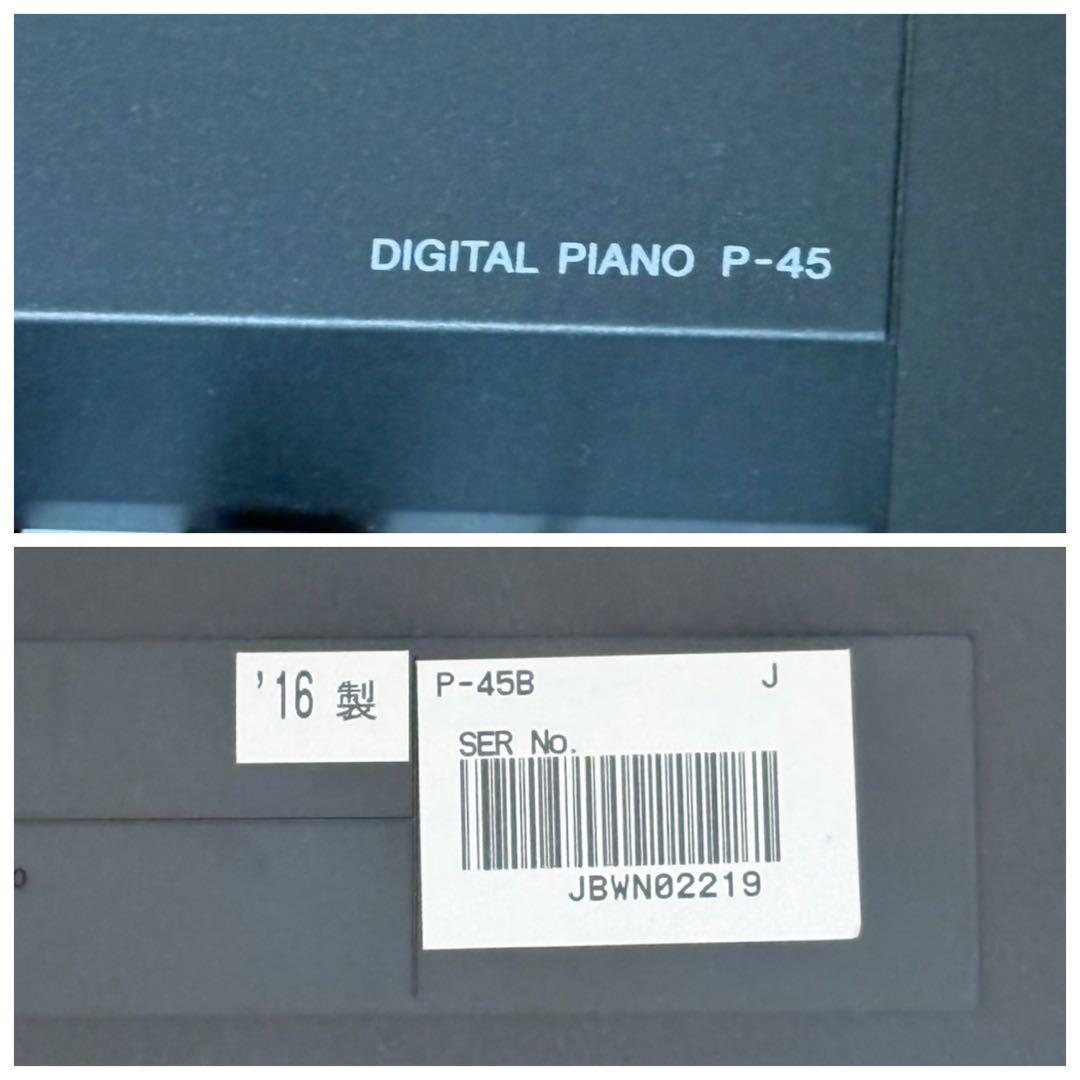 DIGITAL PIANO P-45
'16 製
P-45B J
SER No.
JBWN02219